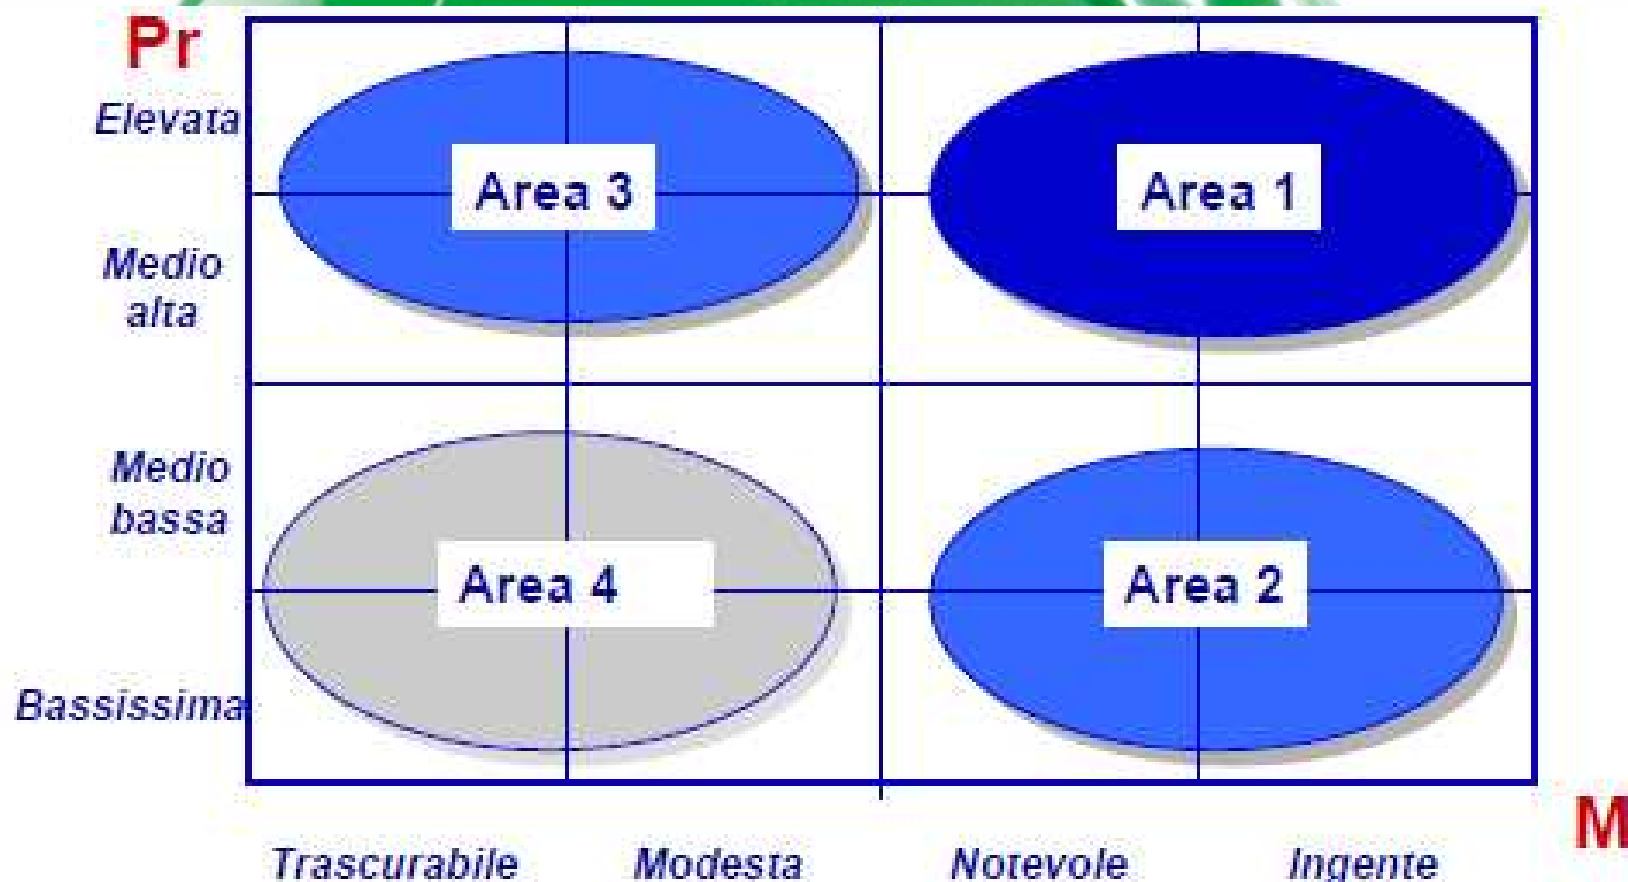 Pr
Elevata
Area 3
Area 1
Medio
alta
Medio
bassa
Area 4
Area 2
Bassissima
M
Trascurabile
Modesta
Notevole
Ingente